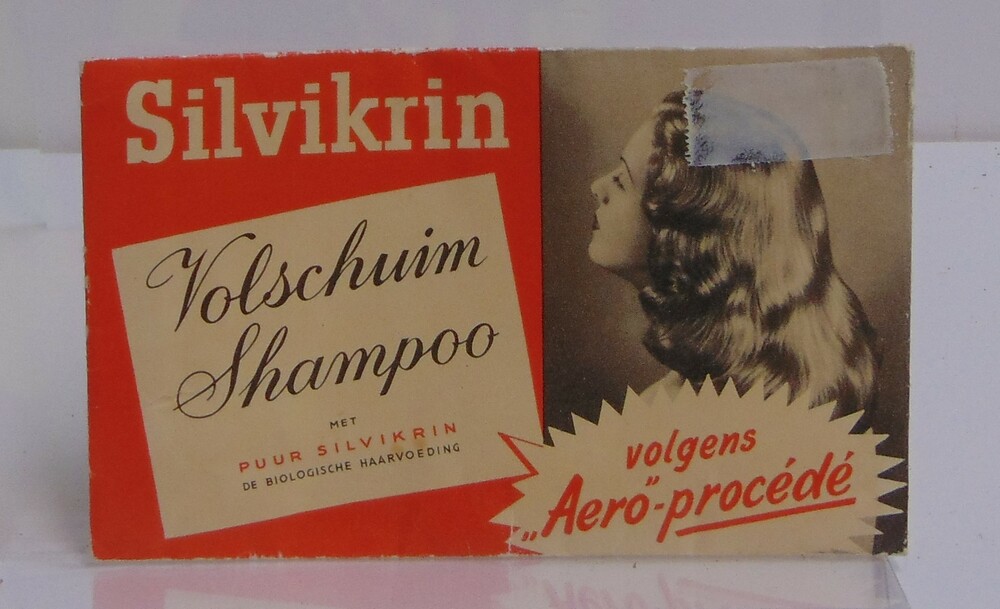 Silvikrin
Volschuim
Shampoo
MET
PUUR SILVIKRIN
DE BIOLOGISCHE HAARVOEDING
volgens
„Aero”-procédé